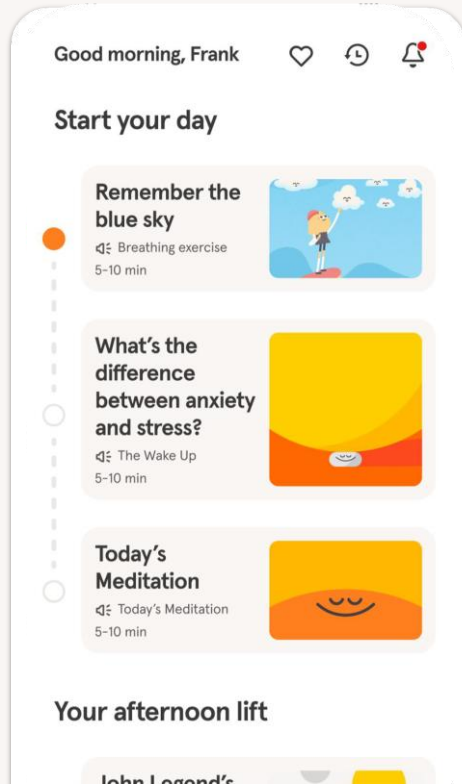 Good morning, Frank
Start your day
Remember the
blue sky
Breathing exercise
5-10 min
What's the
difference
between anxiety
and stress?
The Wake Up
5-10 min
Today's
Meditation
Today's Meditation
5-10 min
Your afternoon lift
John Legend's